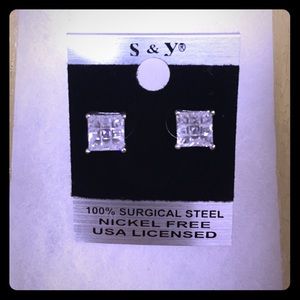 S & Y®
100% SURGICAL STEEL
NICKEL FREE
USA LICENSED